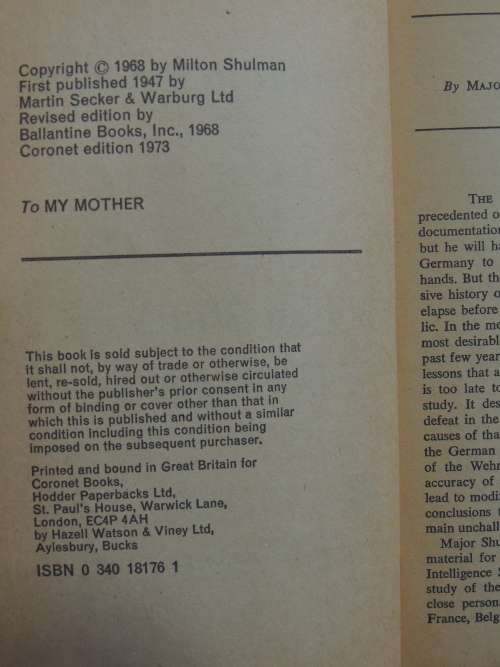 Copyright © 1968 by Milton Shulman
First published 1947 by
Martin Secker & Warburg Ltd
Revised edition by
Ballantine Books, Inc., 1968
Coronet edition 1973
To MY MOTHER
This book is sold subject to the condition that
it shall not, by way of trade or otherwise, be
lent, re-sold, hired out or otherwise circulated
without the publisher's prior consent in any
form of binding or cover other than that in
which this is published and without a similar
condition including this condition being
imposed on the subsequent purchaser.
Printed and bound in Great Britain for
Coronet Books,
Hodder Paperbacks Ltd,
St. Paul's House, Warwick Lane,
London, EC4P 4AH
by Hazell Watson & Viney Ltd,
Aylesbury, Bucks
ISBN 0 340 18176 1
By MAJO
THE
precedented o
documentation
but he will ha
Germany to
hands. But th
sive history o
elapse before
lic. In the mo
most desirabl
past few year
lessons that a
is too late to
study. It des
defeat in the
causes of tha
the German
of the Wehr
accuracy of
lead to modi
conclusions t
main unchall
Major Shu
material for
Intelligence S
study of the
close person
France, Belg